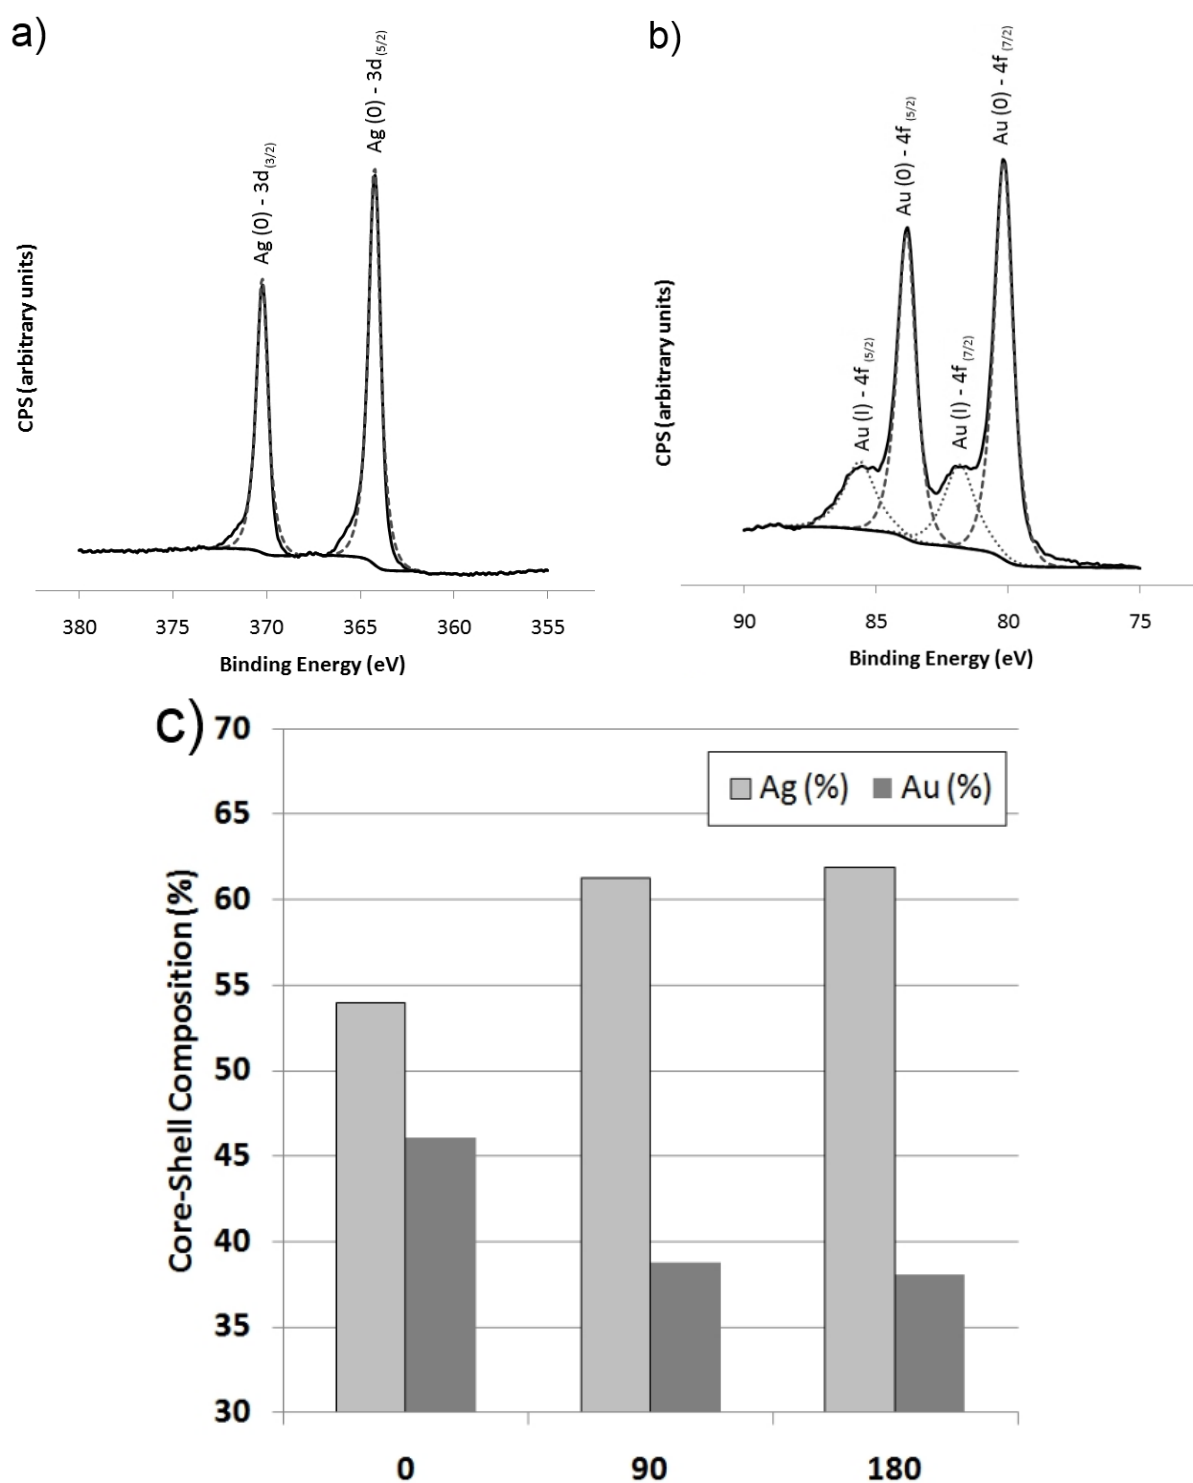 a)
Ag (0) - 3d(3/2)
Ag (0) - 3d(5/2)
CPS (arbitrary units)
380 375 370 365 360 355
Binding Energy (eV)
b)
Au (I) - 4f (5/2)
Au (0) - 4f (5/2)
Au (I) - 4f (7/2)
Au (0) - 4f (7/2)
CPS (arbitrary units)
90 85 80 75
Binding Energy (eV)
c)
Ag (%) Au (%)
Core-Shell Composition (%)
70
65
60
55
50
45
40
35
30
0 90 180